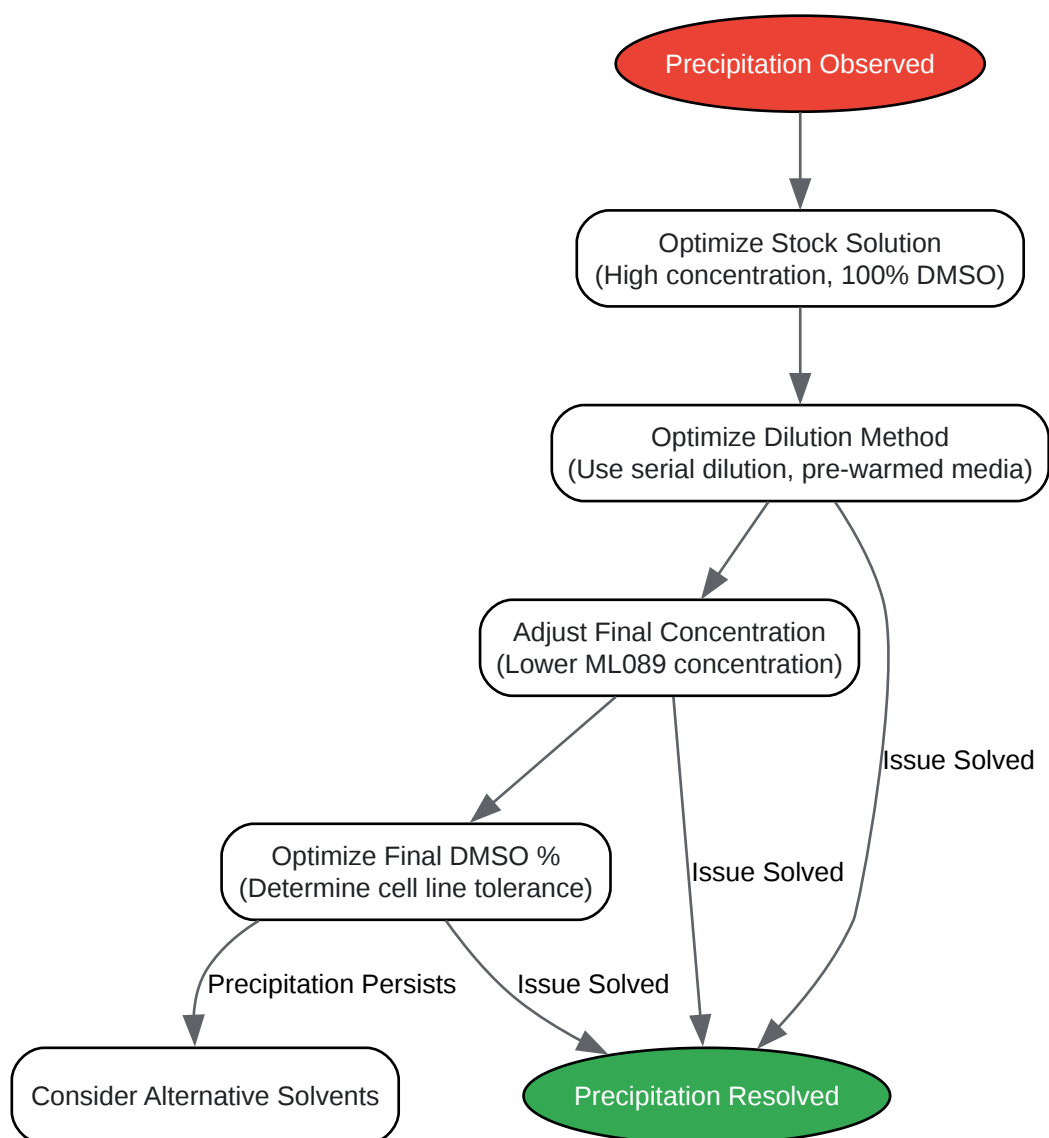 Precipitation Observed
Optimize Stock Solution
(High concentration, 100% DMSO)
Optimize Dilution Method
(Use serial dilution, pre-warmed media)
Adjust Final Concentration
(Lower ML089 concentration)
Issue Solved
Optimize Final DMSO %
(Determine cell line tolerance)
Issue Solved
Precipitation Persists
Issue Solved
Consider Alternative Solvents
Precipitation Resolved